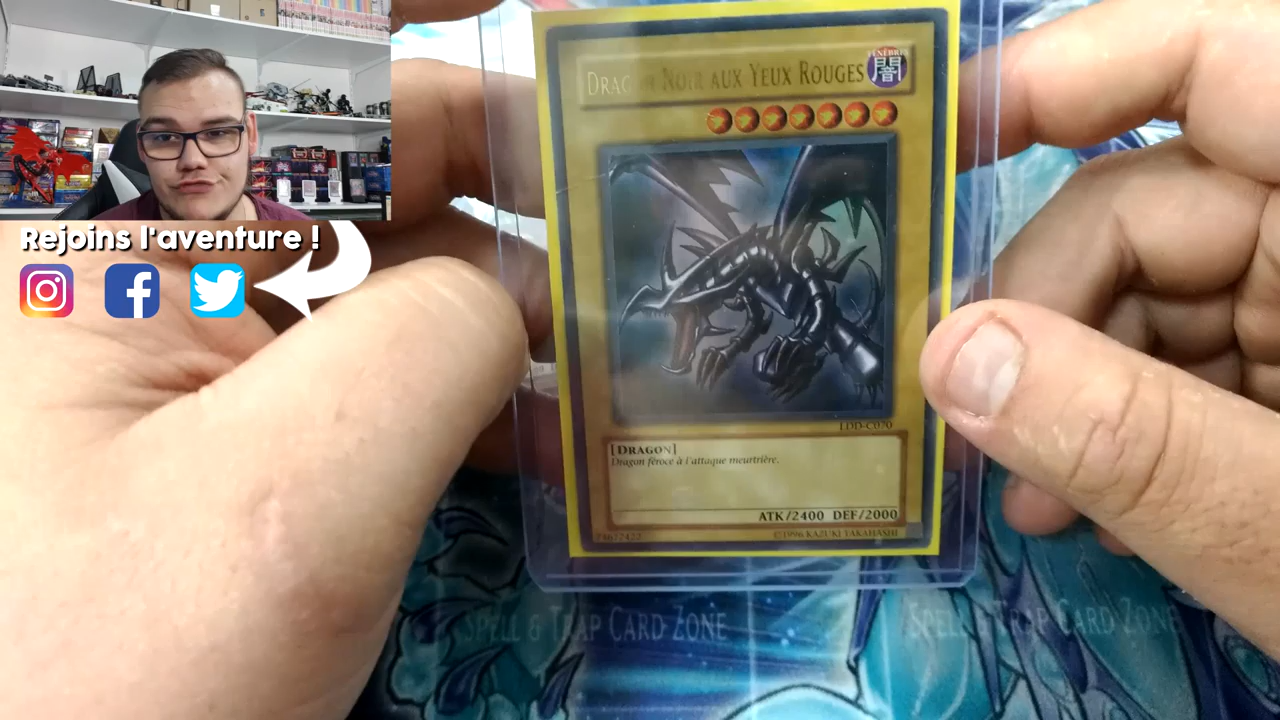 Rejoins l'aventure !
TÉNÈBRES
闇
DRAGON NOIR AUX YEUX ROUGES
LDD-C070
[DRAGON]
Dragon féroce à l'attaque meurtrière.
ATK/2400 DEF/2000
©1996 KAZUKI TAKAHASHI
SPELL & TRAP CARD ZONE
SPELL & TRAP CARD ZONE